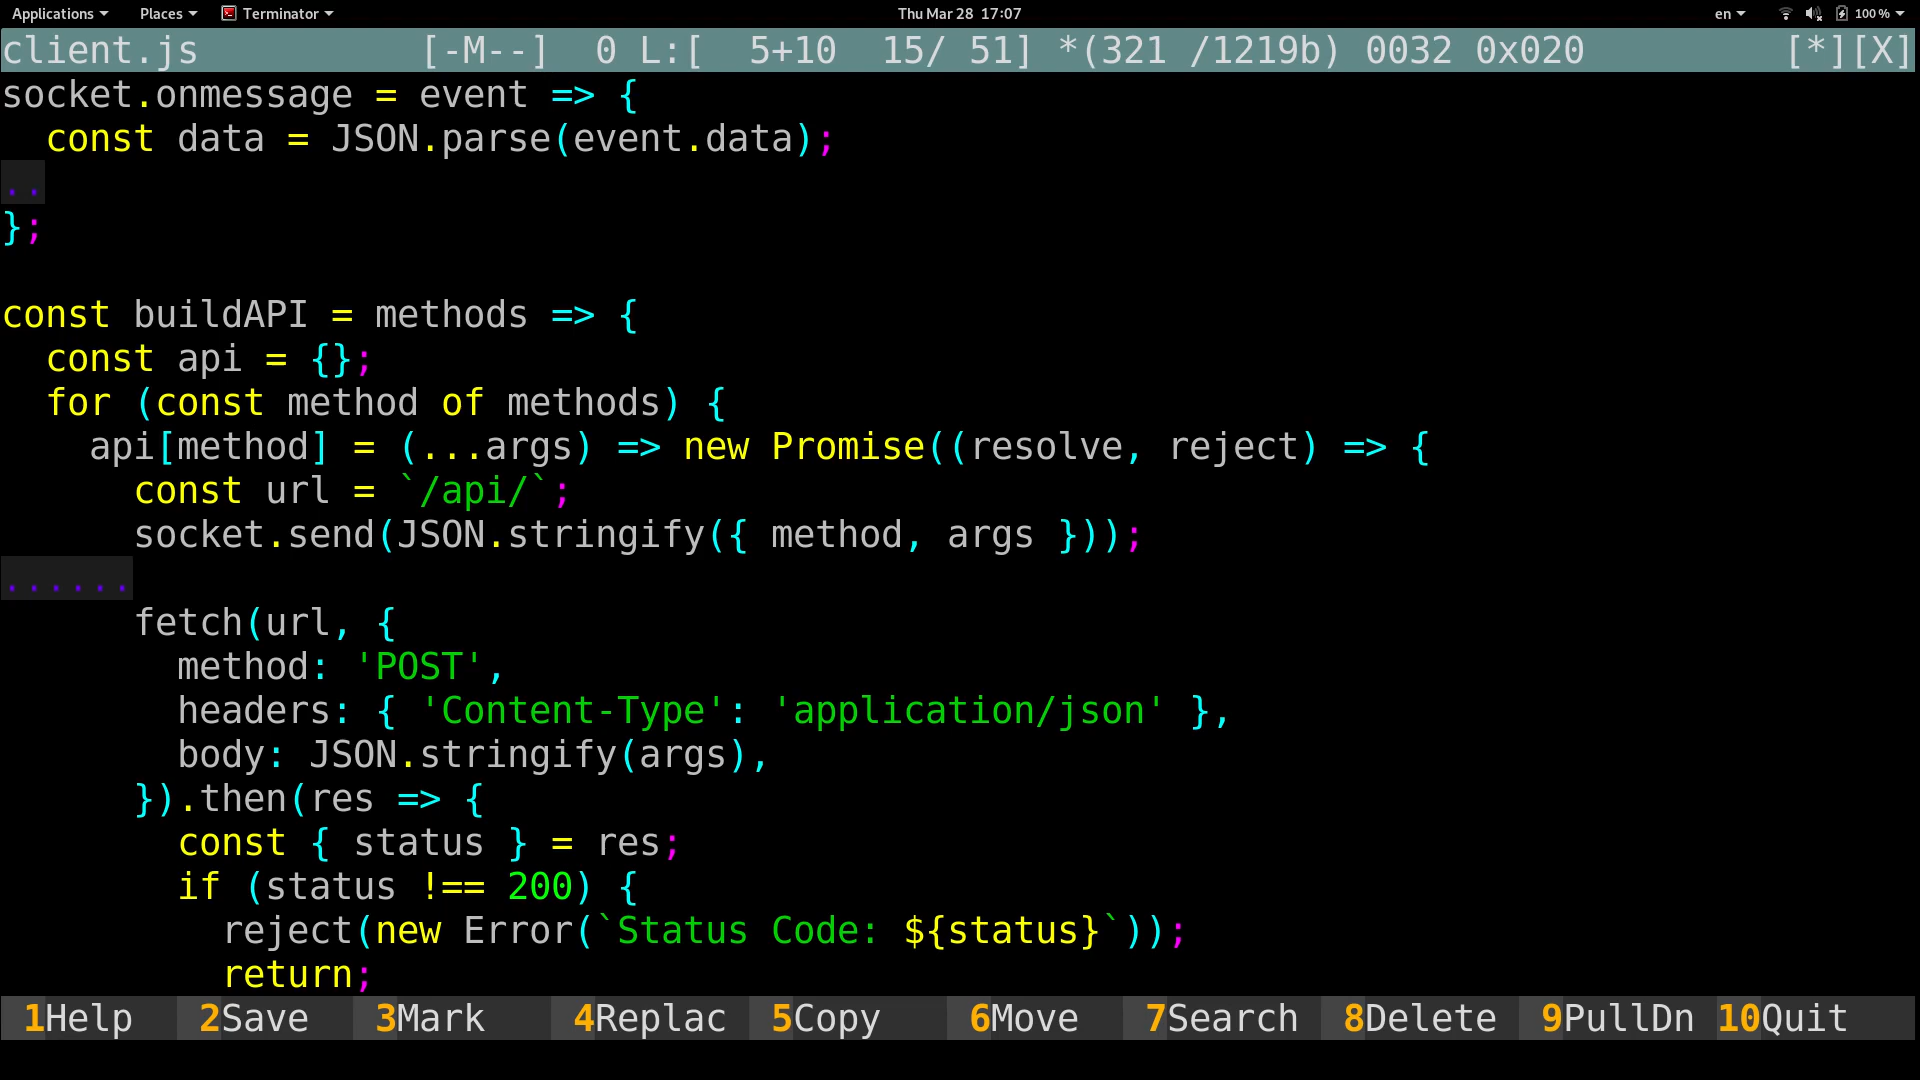 Applications Places Terminator Thu Mar 28 17:07 en 100 %
client.js [-M--] 0 L:[ 5+10 15/ 51] *(321 /1219b) 0032 0x020 [*][X]
socket.onmessage = event => {
  const data = JSON.parse(event.data);
..
};

const buildAPI = methods => {
  const api = {};
  for (const method of methods) {
    api[method] = (...args) => new Promise((resolve, reject) => {
      const url = `/api/`;
      socket.send(JSON.stringify({ method, args }));
......
      fetch(url, {
        method: 'POST',
        headers: { 'Content-Type': 'application/json' },
        body: JSON.stringify(args),
      }).then(res => {
        const { status } = res;
        if (status !== 200) {
          reject(new Error(`Status Code: ${status}`));
          return;
1Help 2Save 3Mark 4Replac 5Copy 6Move 7Search 8Delete 9PullDn 10Quit